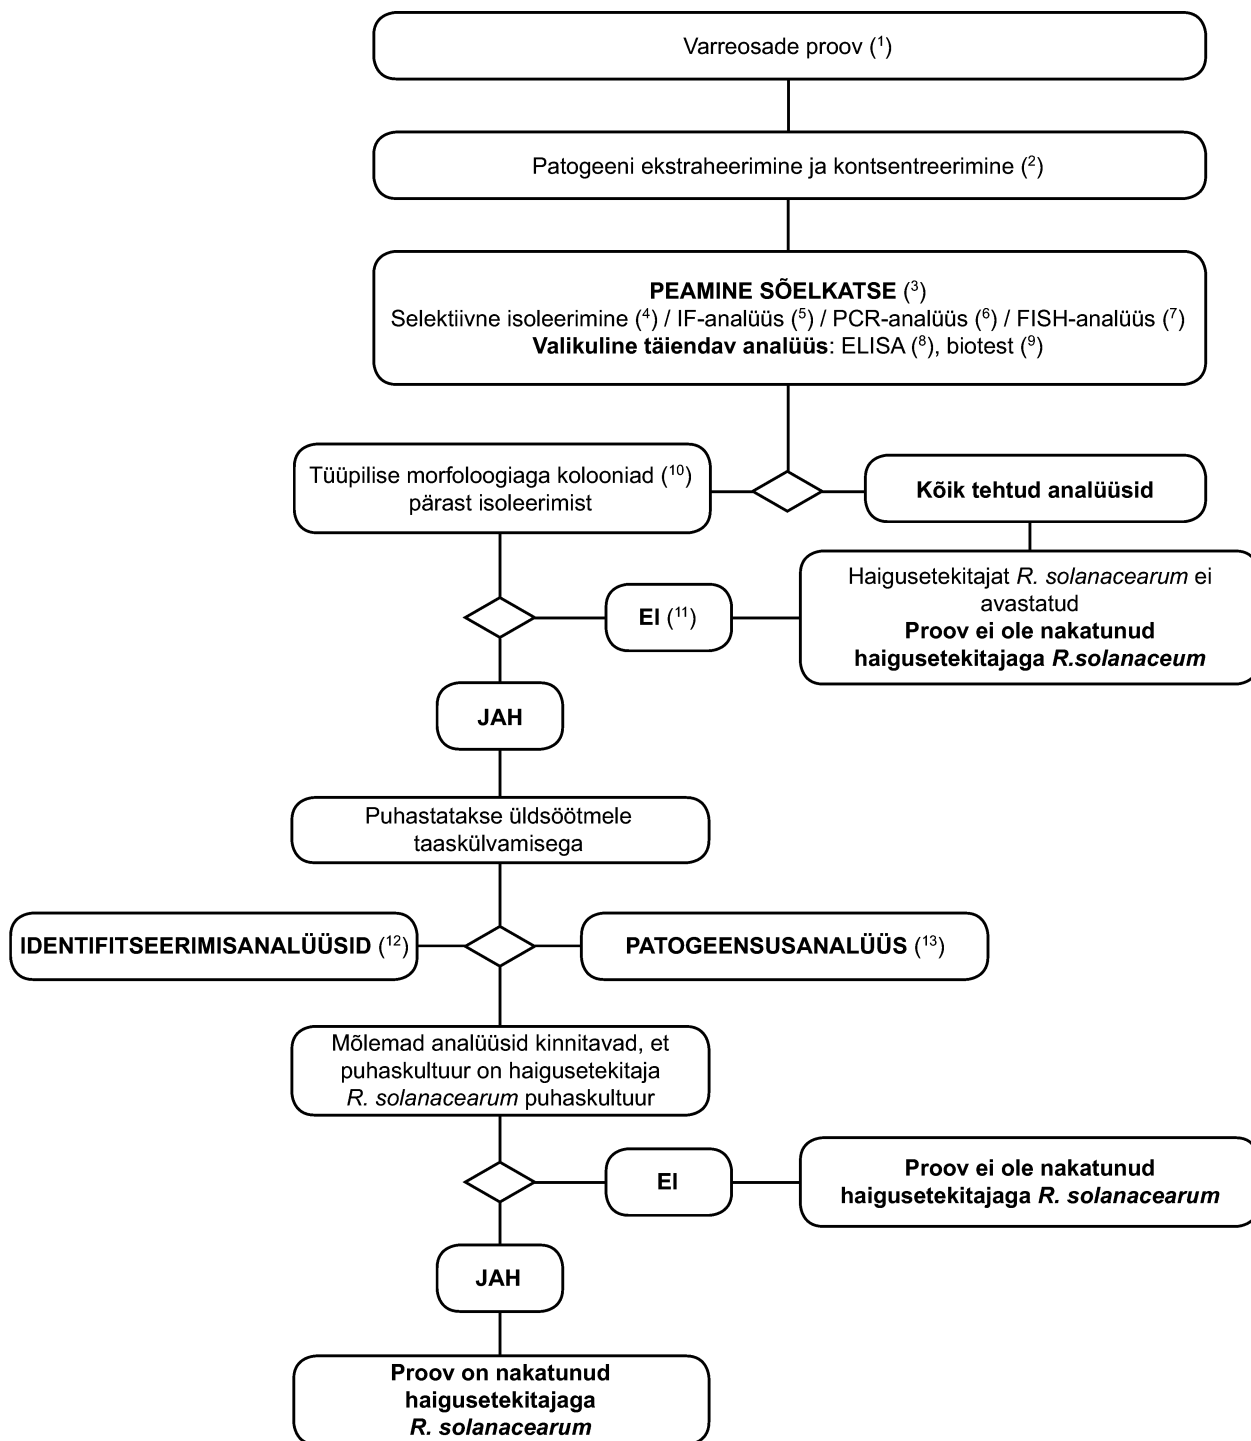 Varreosade proov (¹)
Patogeeni ekstraheerimine ja kontsentreerimine (²)
PEAMINE SÕELKATSE (³)
Selektiivne isoleerimine (⁴) / IF-analüüs (⁵) / PCR-analüüs (⁶) / FISH-analüüs (⁷)
Valikuline täiendav analüüs: ELISA (⁸), biotest (⁹)
Tüüpilise morfoloogiaga kolooniad (¹⁰)
pärast isoleerimist
Kõik tehtud analüüsid
Haigusetekitajat R. solanacearum ei
avastatud
Proov ei ole nakatunud
haigusetekitajaga R.solanaceum
EI (¹¹)
JAH
Puhastatakse üldsöötmele
taaskülvamisega
IDENTIFITSEERIMISANALÜÜSID (¹²)
PATOGEENSUSANALÜÜS (¹³)
Mõlemad analüüsid kinnitavad, et
puhaskultuur on haigusetekitaja
R. solanacearum puhaskultuur
EI
Proov ei ole nakatunud
haigusetekitajaga R. solanacearum
JAH
Proov on nakatunud
haigusetekitajaga
R. solanacearum